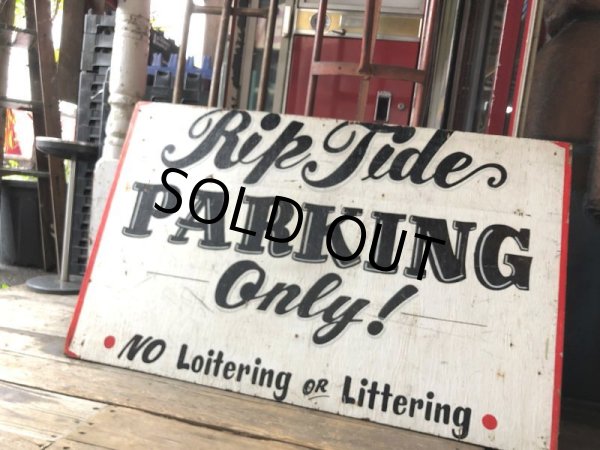 Rip Tide
PARKING
SOLD OUT
Only!
• NO Loitering OR Littering •